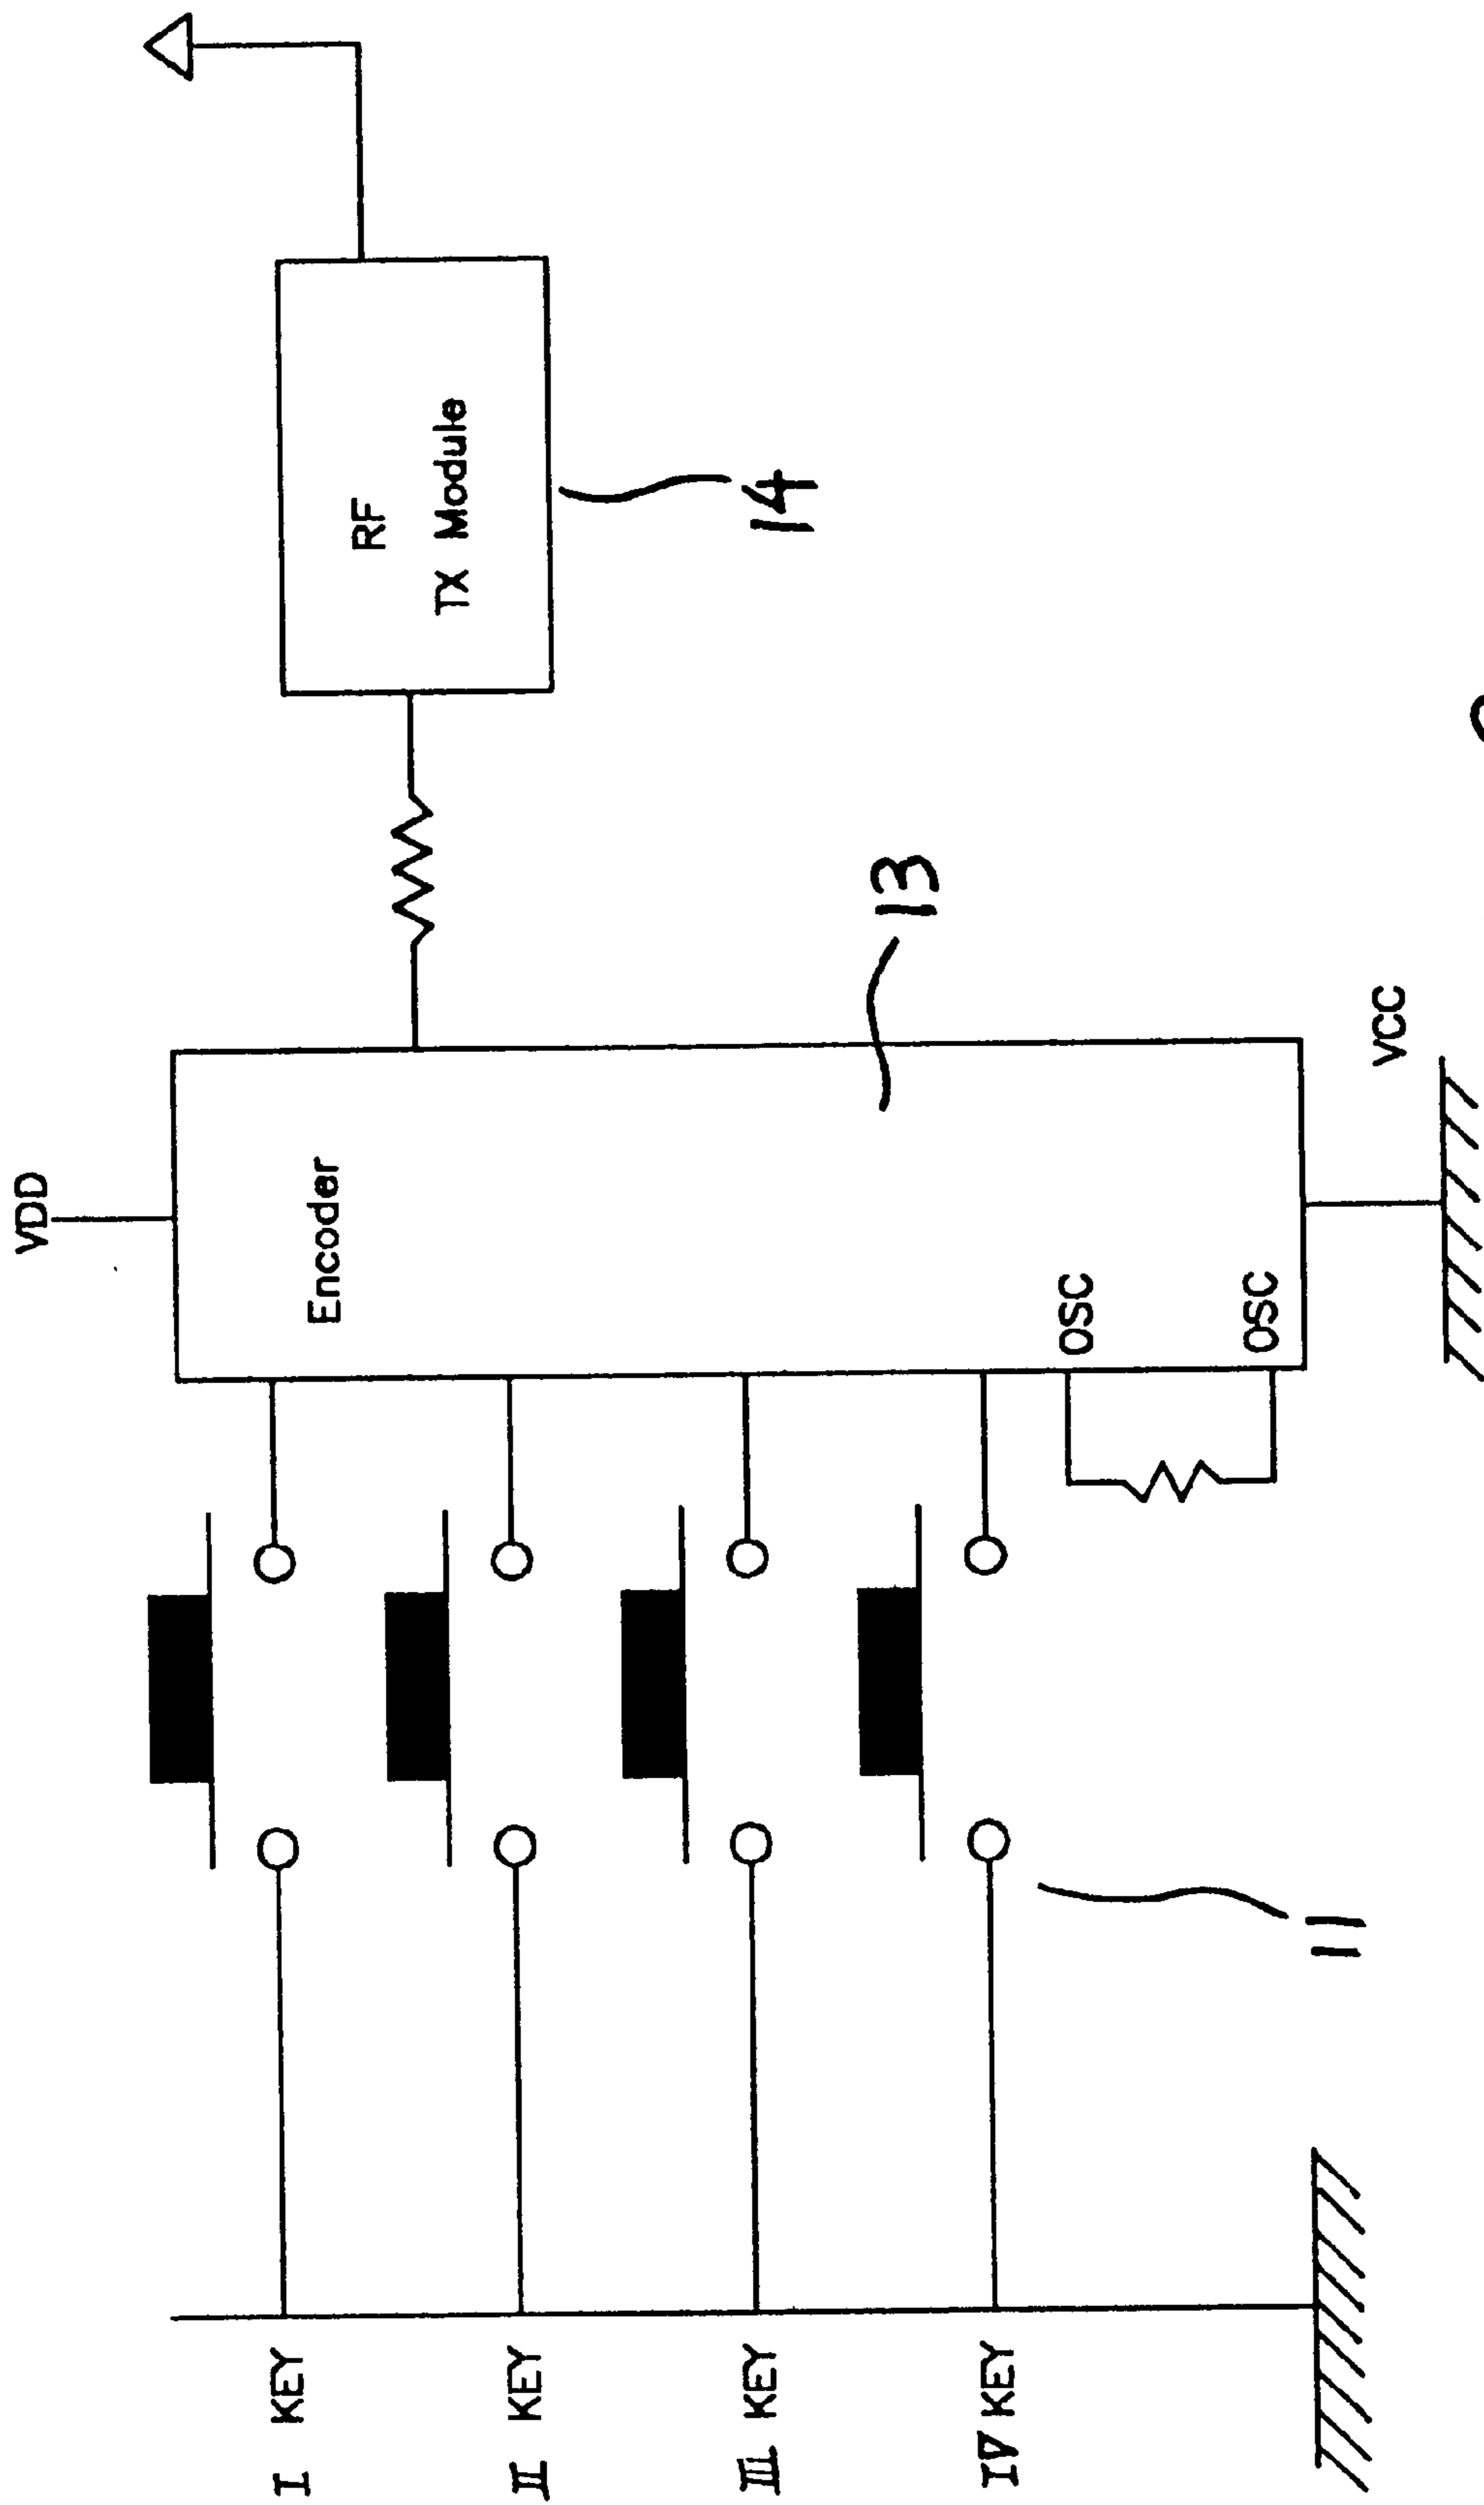 VDD
I KEY
II KEY
III KEY
IV KEY
Encoder
OSC
OSC
RF
TX Module
14
13
11
VCC